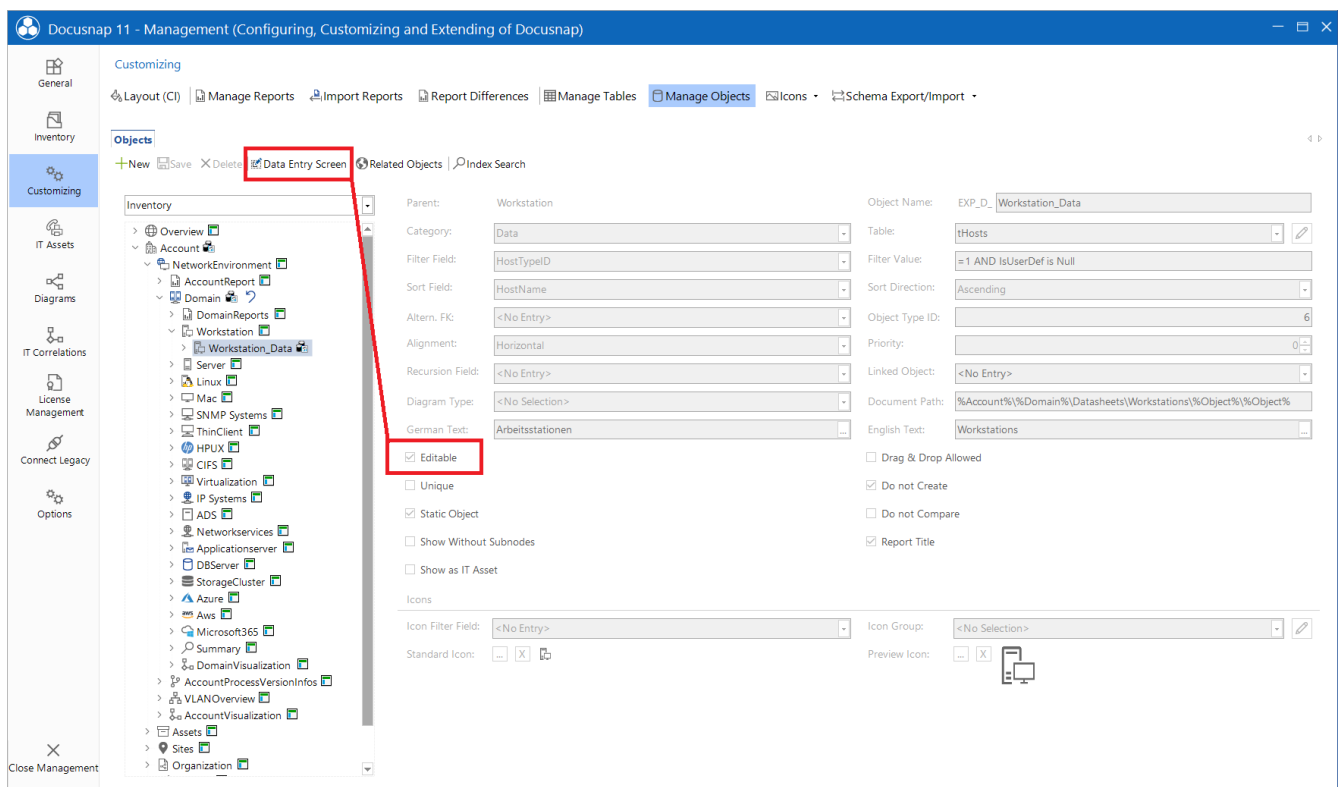 Docusnap 11 - Management (Configuring, Customizing and Extending of Docusnap)
General
Inventory
Customizing
IT Assets
Diagrams
IT Correlations
License
Management
Connect Legacy
Options
Close Management
Customizing
Layout (CI) Manage Reports Import Reports Report Differences Manage Tables Manage Objects Icons Schema Export/Import
Objects
New Save Delete Data Entry Screen Related Objects Index Search
Inventory
Overview
Account
NetworkEnvironment
AccountReport
Domain
DomainReports
Workstation
Workstation_Data
Server
Linux
Mac
SNMP Systems
ThinClient
HPUX
CIFS
Virtualization
IP Systems
ADS
Networkservices
Applicationserver
DBServer
StorageCluster
Azure
aws Aws
Microsoft365
Summary
DomainVisualization
AccountProcessVersionInfos
VLANOverview
AccountVisualization
Assets
Sites
Organization
Parent: Workstation Object Name: EXP_D_ Workstation_Data
Category: Data Table: tHosts
Filter Field: HostTypeID Filter Value: =1 AND IsUserDef is Null
Sort Field: HostName Sort Direction: Ascending
Altern. FK: <No Entry> Object Type ID: 6
Alignment: Horizontal Priority: 0
Recursion Field: <No Entry> Linked Object: <No Entry>
Diagram Type: <No Selection> Document Path: %Account%\%Domain%\Datasheets\Workstations\%Object%\%Object%
German Text: Arbeitsstationen ... English Text: Workstations ...
Editable Drag & Drop Allowed
Unique Do not Create
Static Object Do not Compare
Show Without Subnodes Report Title
Show as IT Asset
Icons
Icon Filter Field: <No Entry> Icon Group: <No Selection>
Standard Icon: ... X Preview Icon: ... X